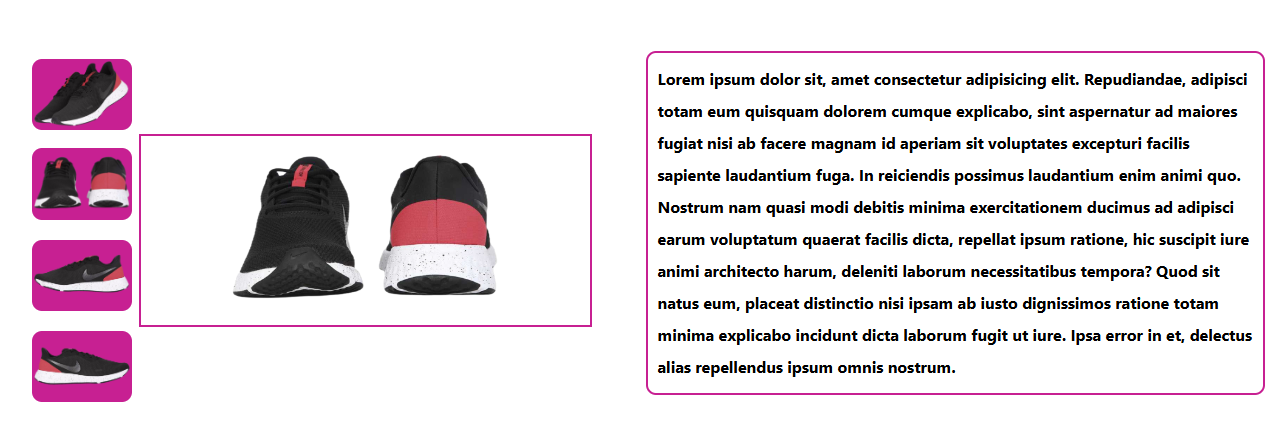 Lorem ipsum dolor sit, amet consectetur adipisicing elit. Repudiandae, adipisci
totam eum quisquam dolorem cumque explicabo, sint aspernatur ad maiores
fugiat nisi ab facere magnam id aperiam sit voluptates excepturi facilis
sapiente laudantium fuga. In reiciendis possimus laudantium enim animi quo.
Nostrum nam quasi modi debitis minima exercitationem ducimus ad adipisci
earum voluptatum quaerat facilis dicta, repellat ipsum ratione, hic suscipit iure
animi architecto harum, deleniti laborum necessitatibus tempora? Quod sit
natus eum, placeat distinctio nisi ipsam ab iusto dignissimos ratione totam
minima explicabo incidunt dicta laborum fugit ut iure. Ipsa error in et, delectus
alias repellendus ipsum omnis nostrum.